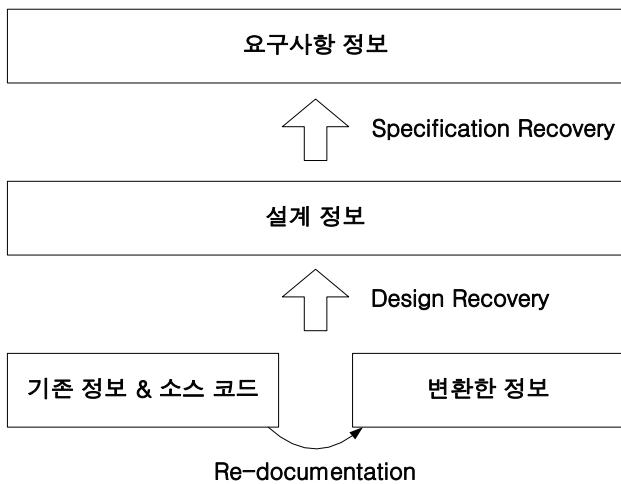 요구사항 정보
Specification Recovery
설계 정보
Design Recovery
기존 정보 & 소스 코드
변환한 정보
Re-documentation